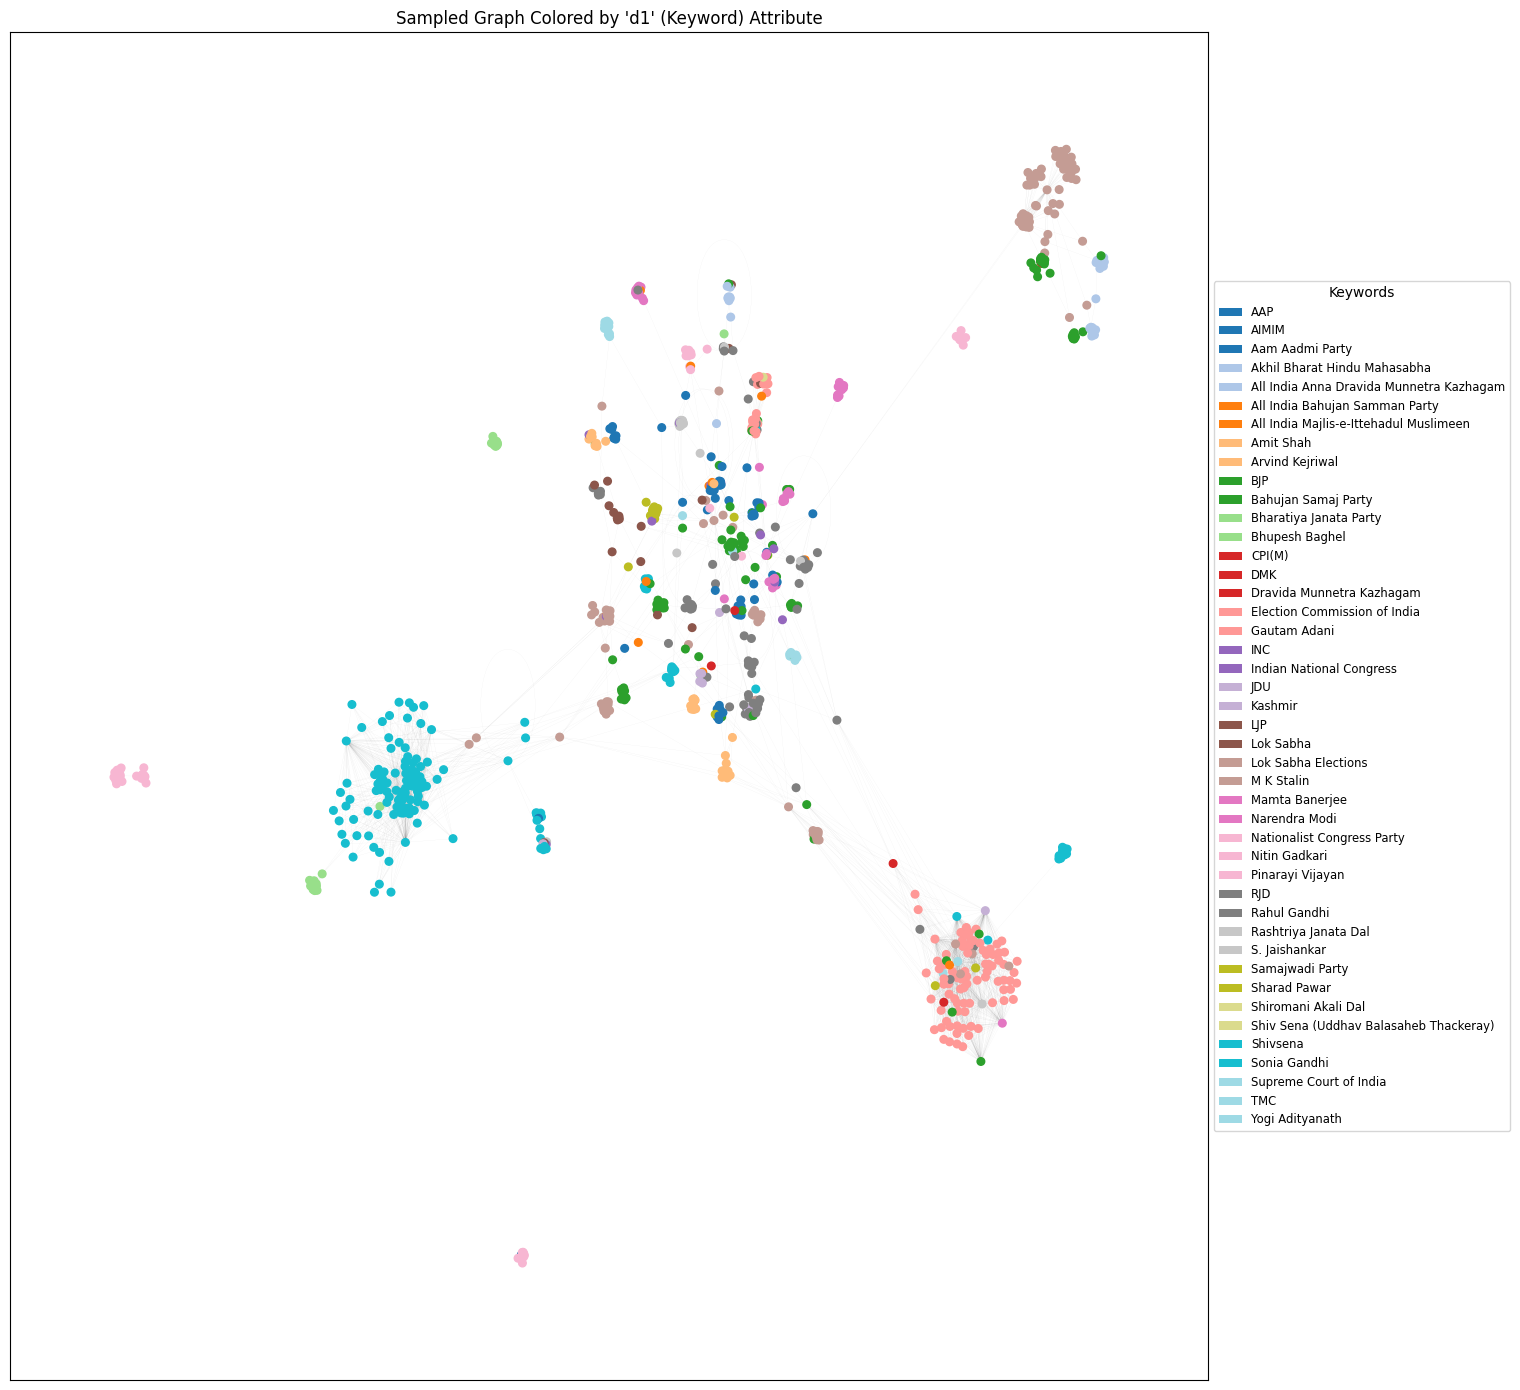 Sampled Graph Colored by 'd1' (Keyword) Attribute
Keywords
AAP
AIMIM
Aam Aadmi Party
Akhil Bharat Hindu Mahasabha
All India Anna Dravida Munnetra Kazhagam
All India Bahujan Samman Party
All India Majlis-e-Ittehadul Muslimeen
Amit Shah
Arvind Kejriwal
BJP
Bahujan Samaj Party
Bharatiya Janata Party
Bhupesh Baghel
CPI(M)
DMK
Dravida Munnetra Kazhagam
Election Commission of India
Gautam Adani
INC
Indian National Congress
JDU
Kashmir
LJP
Lok Sabha
Lok Sabha Elections
M K Stalin
Mamta Banerjee
Narendra Modi
Nationalist Congress Party
Nitin Gadkari
Pinarayi Vijayan
RJD
Rahul Gandhi
Rashtriya Janata Dal
S. Jaishankar
Samajwadi Party
Sharad Pawar
Shiromani Akali Dal
Shiv Sena (Uddhav Balasaheb Thackeray)
Shivsena
Sonia Gandhi
Supreme Court of India
TMC
Yogi Adityanath